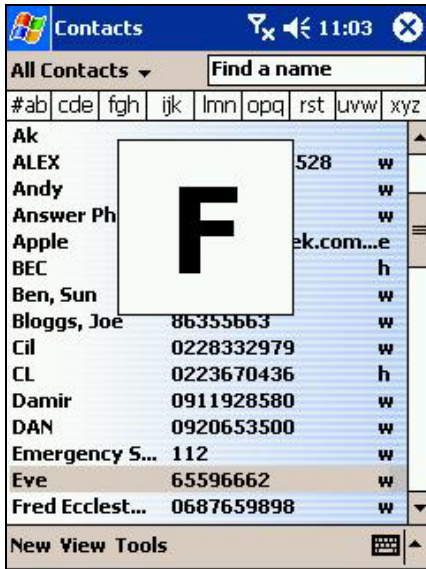 Contacts 11:03
All Contacts Find a name
#ab cde fgh ijk lmn opq rst uvw xyz
Ak
ALEX 528 w
Andy w
Answer Ph w
Apple ek.com...e
BEC h
Ben, Sun w
F
Bloggs, Joe 86355663 w
Cil 0228332979 w
CL 0223670436 h
Damir 0911928580 w
DAN 0920653500 w
Emergency S... 112 w
Eve 65596662 w
Fred Ecclest... 0687659898 w
New View Tools